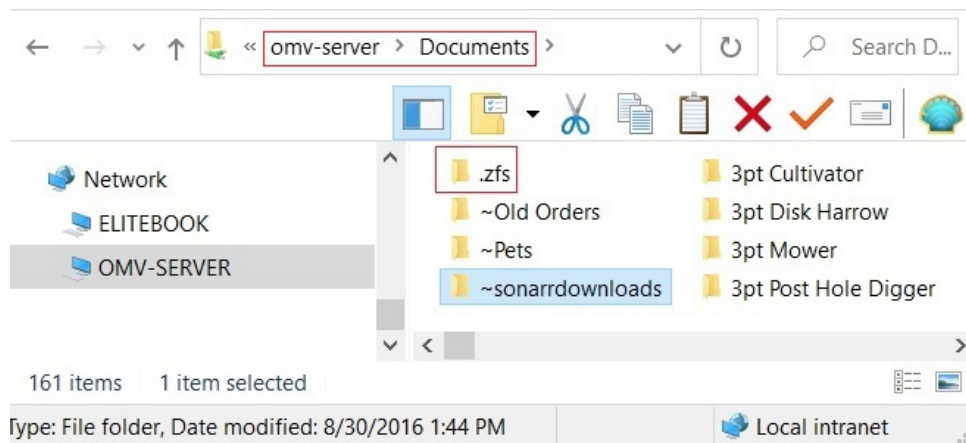 « omv-server > Documents > Search D...
Network
ELITEBOOK
OMV-SERVER
.zfs
~Old Orders
~Pets
~sonarrdownloads
3pt Cultivator
3pt Disk Harrow
3pt Mower
3pt Post Hole Digger
161 items 1 item selected
Type: File folder, Date modified: 8/30/2016 1:44 PM Local intranet